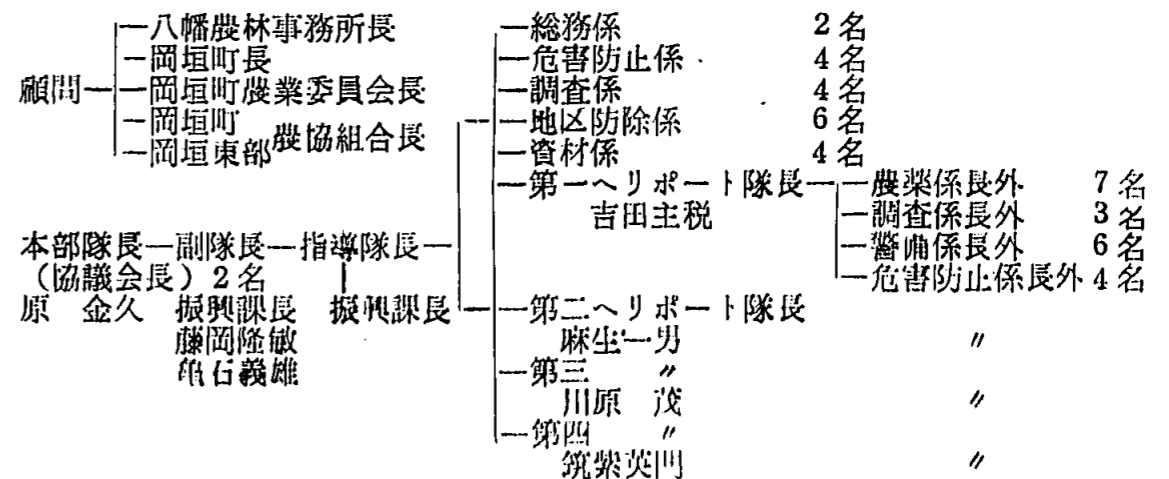 顧問
八幡農林事務所長
岡垣町長
岡垣町農業委員会長
岡垣町
岡垣東部
農協組合長
本部隊長
(協議会長)
原 金久
副隊長
2名
振興課長
藤岡隆敏
亀石義雄
指導隊長
振興課長
総務係 2名
危害防止係 4名
調査係 4名
地区防除係 6名
資材係 4名
第一ヘリポート隊長
吉田主税
農薬係長外 7名
調査係長外 3名
警備係長外 6名
危害防止係長外 4名
第二ヘリポート隊長
麻生一男 〃
第三 〃
川原 茂 〃
第四 〃
筑紫英門 〃